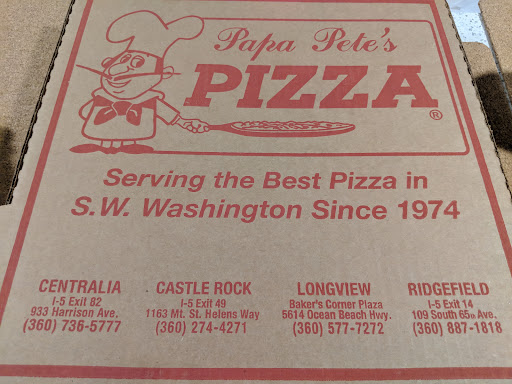 Papa Pete's
PIZZA®
Serving the Best Pizza in
S.W. Washington Since 1974
CENTRALIA
I-5 Exit 82
933 Harrison Ave.
(360) 736-5777
CASTLE ROCK
I-5 Exit 49
1163 Mt. St. Helens Way
(360) 274-4271
LONGVIEW
Baker's Corner Plaza
5614 Ocean Beach Hwy.
(360) 577-7272
RIDGEFIELD
I-5 Exit 14
109 South 65th Ave.
(360) 887-1818